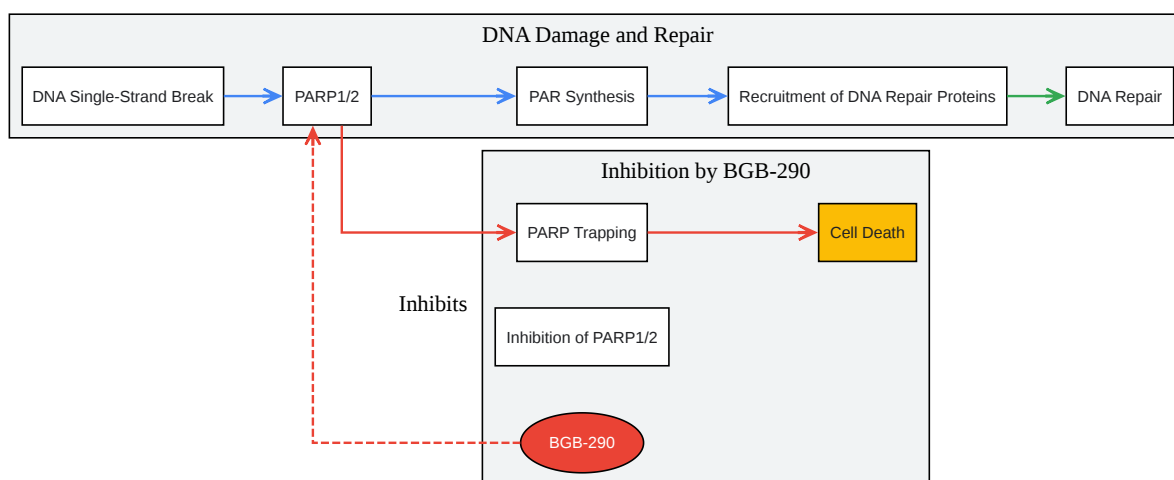 DNA Damage and Repair
DNA Single-Strand Break
PARP1/2
PAR Synthesis
Recruitment of DNA Repair Proteins
DNA Repair
Inhibition by BGB-290
PARP Trapping
Cell Death
Inhibits
Inhibition of PARP1/2
BGB-290